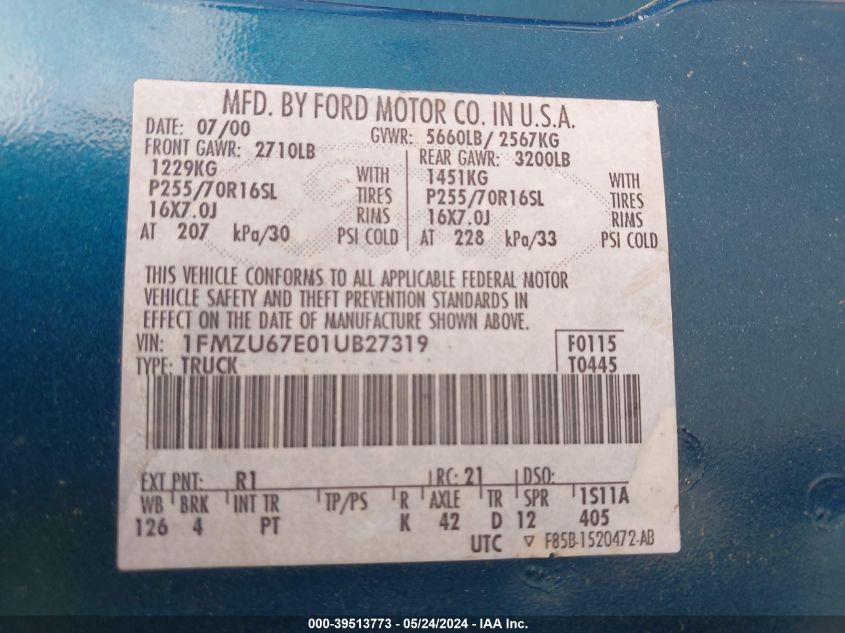 MFD. BY FORD MOTOR CO. IN U.S.A.
DATE: 07/00 GVWR: 5660LB/ 2567KG
FRONT GAWR: 2710LB REAR GAWR: 3200LB
1229KG WITH 1451KG WITH
P255/70R16SL TIRES P255/70R16SL TIRES
16X7.0J RIMS 16X7.0J RIMS
AT 207 kPa/30 PSI COLD AT 228 kPa/33 PSI COLD
THIS VEHICLE CONFORMS TO ALL APPLICABLE FEDERAL MOTOR
VEHICLE SAFETY AND THEFT PREVENTION STANDARDS IN
EFFECT ON THE DATE OF MANUFACTURE SHOWN ABOVE.
VIN: 1FMZU67E01UB27319 F0115
TYPE: TRUCK T0445
EXT PNT: R1 RC: 21 DSO:
WB BRK INT TR TP/PS R AXLE TR SPR 1S11A
126 4 PT K 42 D 12 405
UTC ▽ F85B-1520472-AB
000-39513773 - 05/24/2024 - IAA Inc.